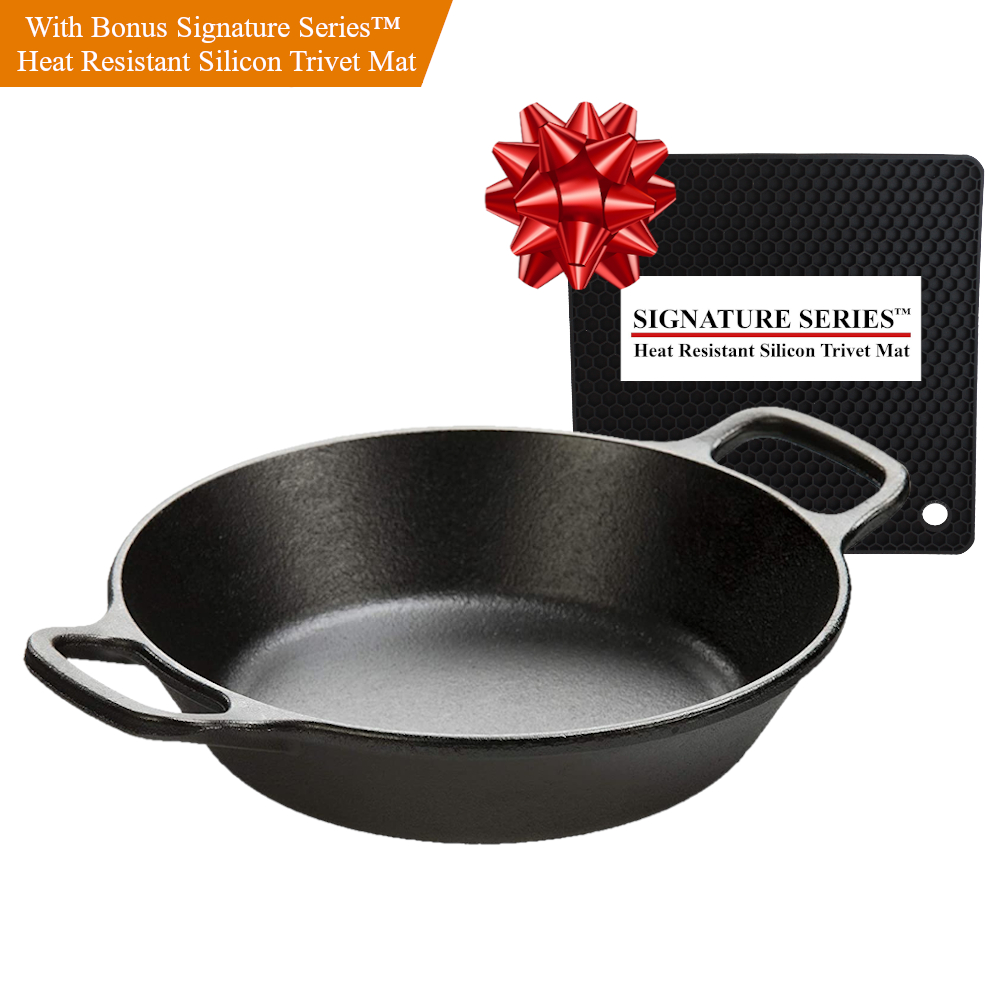 With Bonus Signature Series™
Heat Resistant Silicon Trivet Mat
SIGNATURE SERIES™
Heat Resistant Silicon Trivet Mat